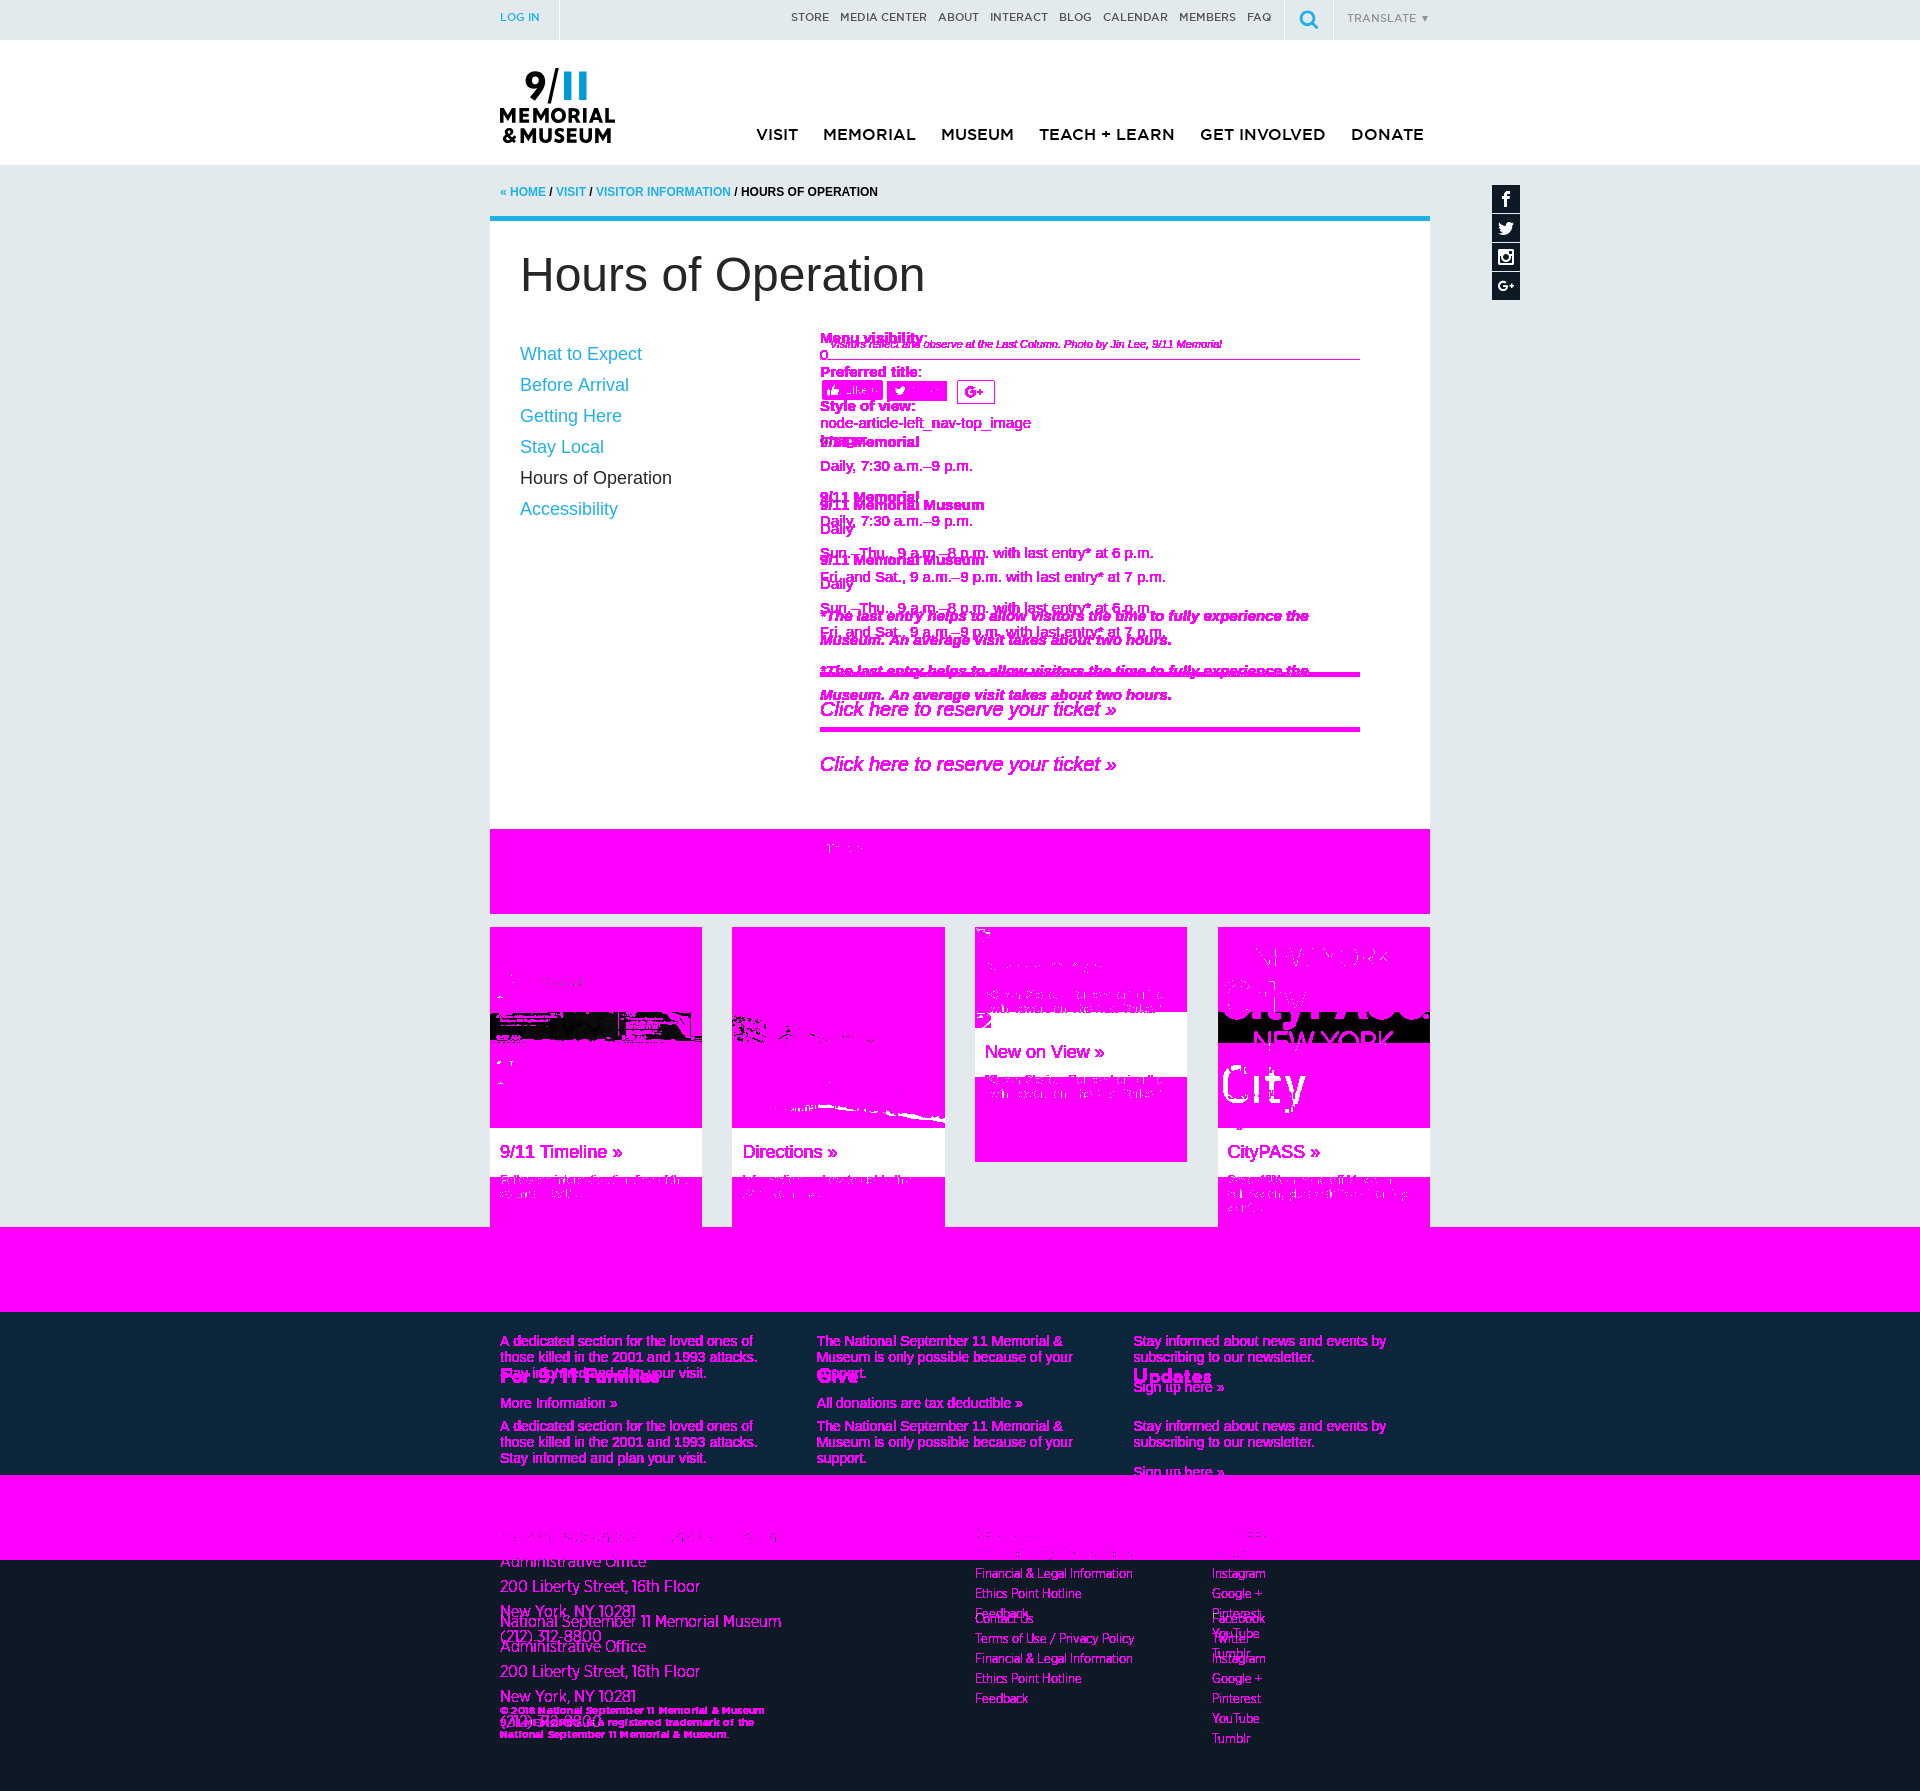 LOG IN
STORE MEDIA CENTER ABOUT INTERACT BLOG CALENDAR MEMBERS FAQ
TRANSLATE ▼
9/11
MEMORIAL
& MUSEUM
VISIT MEMORIAL MUSEUM TEACH + LEARN GET INVOLVED DONATE
« HOME / VISIT / VISITOR INFORMATION / HOURS OF OPERATION
Hours of Operation
What to Expect
Before Arrival
Getting Here
Stay Local
Hours of Operation
Accessibility
Menu visibility:
Visitors reflect and observe at the Last Column. Photo by Jin Lee, 9/11 Memorial
0
Preferred title:
Like
Style of view:
node-article-left_nav-top_image
9/11 Memorial
Daily, 7:30 a.m.–9 p.m.
9/11 Memorial
9/11 Memorial Museum
Daily, 7:30 a.m.–9 p.m.
Daily
Sun.–Thu., 9 a.m.–8 p.m. with last entry* at 6 p.m.
9/11 Memorial Museum
Fri. and Sat., 9 a.m.–9 p.m. with last entry* at 7 p.m.
Daily
Sun.–Thu., 9 a.m.–8 p.m. with last entry* at 6 p.m.
*The last entry helps to allow visitors the time to fully experience the
Fri. and Sat., 9 a.m.–9 p.m. with last entry* at 7 p.m.
Museum. An average visit takes about two hours.
*The last entry helps to allow visitors the time to fully experience the
Museum. An average visit takes about two hours.
Click here to reserve your ticket »
Click here to reserve your ticket »
NEW YORK
CityPASS.
NEW YORK
New on View »
City
9/11 Timeline »
Directions »
CityPASS »
A dedicated section for the loved ones of
those killed in the 2001 and 1993 attacks.
Stay informed and plan your visit.
For 9/11 Families
More Information »
A dedicated section for the loved ones of
those killed in the 2001 and 1993 attacks.
Stay informed and plan your visit.
The National September 11 Memorial &
Museum is only possible because of your
support.
Give
All donations are tax deductible »
The National September 11 Memorial &
Museum is only possible because of your
support.
Stay informed about news and events by
subscribing to our newsletter.
Updates
Sign up here »
Stay informed about news and events by
subscribing to our newsletter.
Sign up here »
Administrative Office
200 Liberty Street, 16th Floor
New York, NY 10281
National September 11 Memorial Museum
(212) 312-8800
Administrative Office
200 Liberty Street, 16th Floor
New York, NY 10281
© 2018 National September 11 Memorial & Museum
(212) 312-8800
is a registered trademark of the
National September 11 Memorial & Museum.
Financial & Legal Information
Ethics Point Hotline
Feedback
Contact Us
Terms of Use / Privacy Policy
Financial & Legal Information
Ethics Point Hotline
Feedback
Instagram
Google +
Pinterest
Facebook
YouTube
Twitter
Tumblr
Instagram
Google +
Pinterest
YouTube
Tumblr